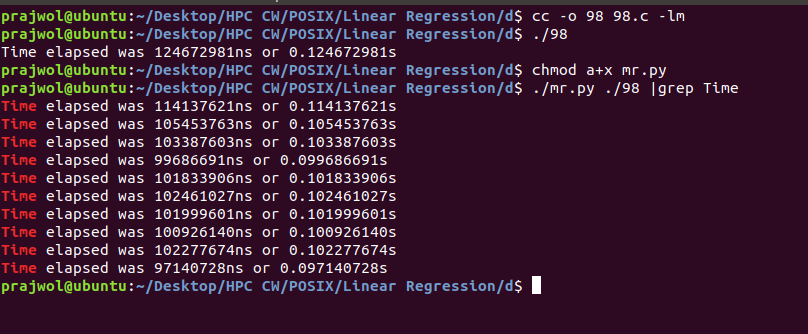 prajwol@ubuntu:~/Desktop/HPC CW/POSIX/Linear Regression/d$ cc -o 98 98.c -lm
prajwol@ubuntu:~/Desktop/HPC CW/POSIX/Linear Regression/d$ ./98
Time elapsed was 124672981ns or 0.124672981s
prajwol@ubuntu:~/Desktop/HPC CW/POSIX/Linear Regression/d$ chmod a+x mr.py
prajwol@ubuntu:~/Desktop/HPC CW/POSIX/Linear Regression/d$ ./mr.py ./98 |grep Time
Time elapsed was 114137621ns or 0.114137621s
Time elapsed was 105453763ns or 0.105453763s
Time elapsed was 103387603ns or 0.103387603s
Time elapsed was 99686691ns or 0.099686691s
Time elapsed was 101833906ns or 0.101833906s
Time elapsed was 102461027ns or 0.102461027s
Time elapsed was 101999601ns or 0.101999601s
Time elapsed was 100926140ns or 0.100926140s
Time elapsed was 102277674ns or 0.102277674s
Time elapsed was 97140728ns or 0.097140728s
prajwol@ubuntu:~/Desktop/HPC CW/POSIX/Linear Regression/d$